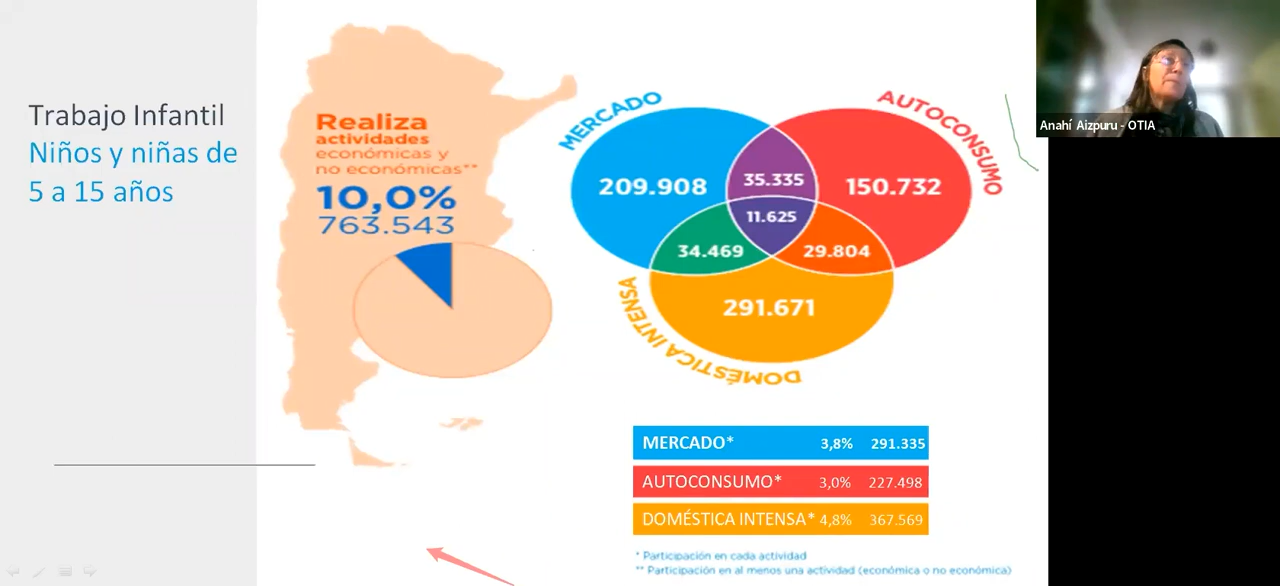 Trabajo Infantil
Niños y niñas de
5 a 15 años
Realiza
actividades
económicas y
no económicas**
10,0%
763.543
MERCADO
AUTOCONSUMO
DOMÉSTICA INTENSA
209.908
35.335
150.732
11.625
34.469
29.804
291.671
MERCADO* 3,8% 291.335
AUTOCONSUMO* 3,0% 227.498
DOMÉSTICA INTENSA* 4,8% 367.569
* Participación en cada actividad
** Participación en al menos una actividad (económica o no económica)
Anahí Aizpuru - OTIA